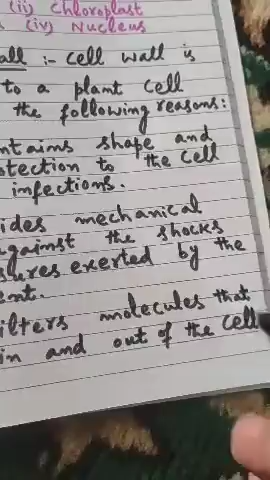 (ii) Chloroplast
(iv) Nucleus
all :- cell wall is
to a plant cell
the following reasons:
ntains shape and
otection to the cell
infections.
ides mechanical
gainst the shocks
sures exerted by the
ent.
ilters molecules that
in and out of the cell